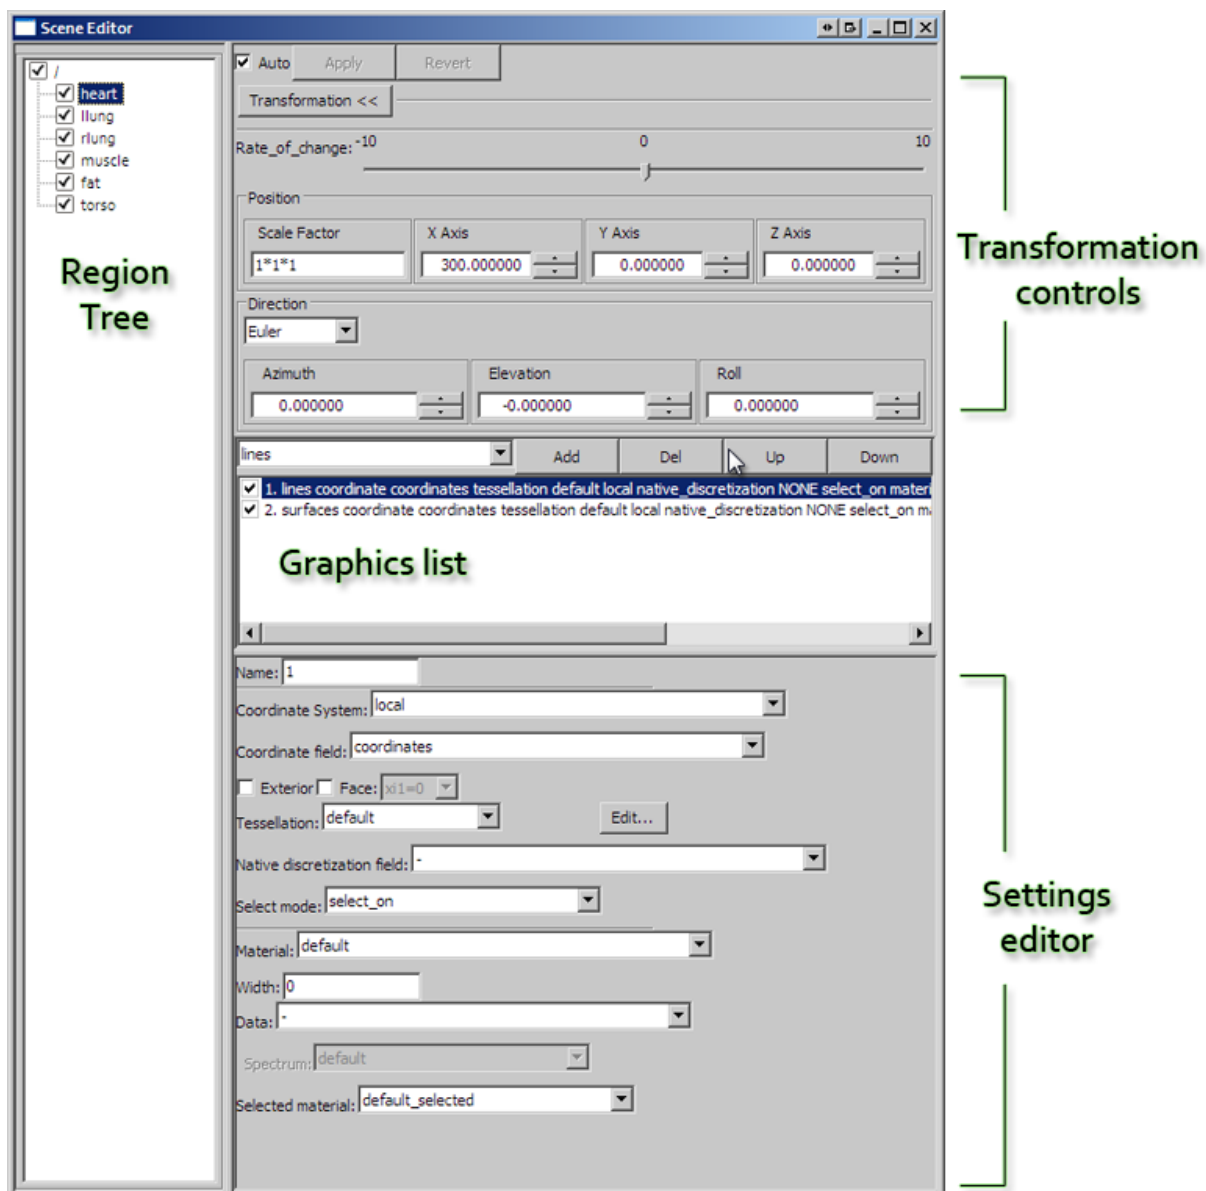 Scene Editor
/
heart
llung
rlung
muscle
fat
torso
Region
Tree
Auto Apply Revert
Transformation <<
Rate_of_change: -10 0 10
Position
Scale Factor X Axis Y Axis Z Axis
1*1*1 300.000000 0.000000 0.000000
Direction
Euler
Azimuth Elevation Roll
0.000000 -0.000000 0.000000
Transformation
controls
lines Add Del Up Down
1. lines coordinate coordinates tessellation default local native_discretization NONE select_on materi
2. surfaces coordinate coordinates tessellation default local native_discretization NONE select_on m
Graphics list
Name: 1
Coordinate System: local
Coordinate field: coordinates
Exterior Face: xi1=0
Tessellation: default Edit...
Native discretization field: -
Select mode: select_on
Material: default
Width: 0
Data: -
Spectrum: default
Selected material: default_selected
Settings
editor